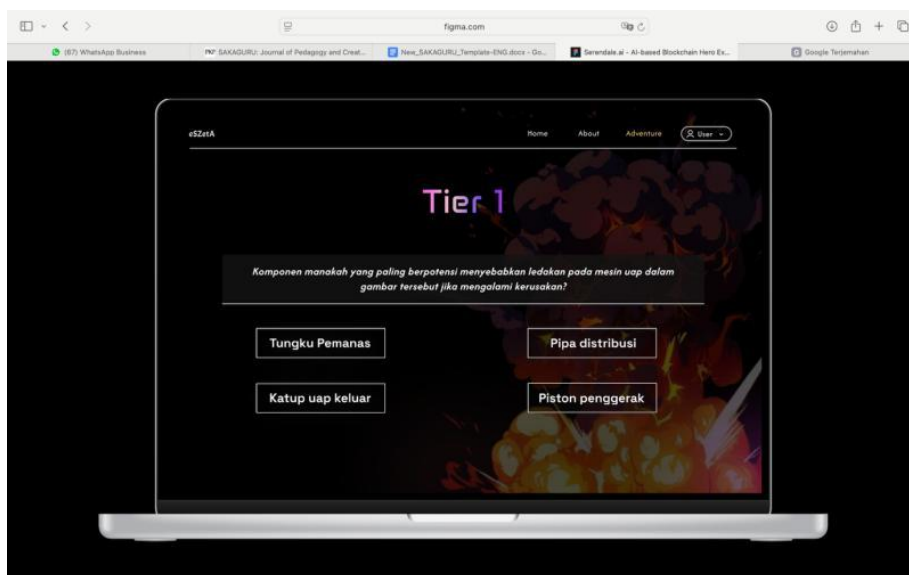 figma.com
(67) WhatsApp Business
PKP SAKAGURU: Journal of Pedagogy and Creat...
New_SAKAGURU_Template-ENG.docx - Go...
Serendale.ai - AI-based Blockchain Hero Ex...
Google Terjemahan
eSZetA
Home About Adventure User
Tier 1
Komponen manakah yang paling berpotensi menyebabkan ledakan pada mesin uap dalam
gambar tersebut jika mengalami kerusakan?
Tungku Pemanas
Pipa distribusi
Katup uap keluar
Piston penggerak